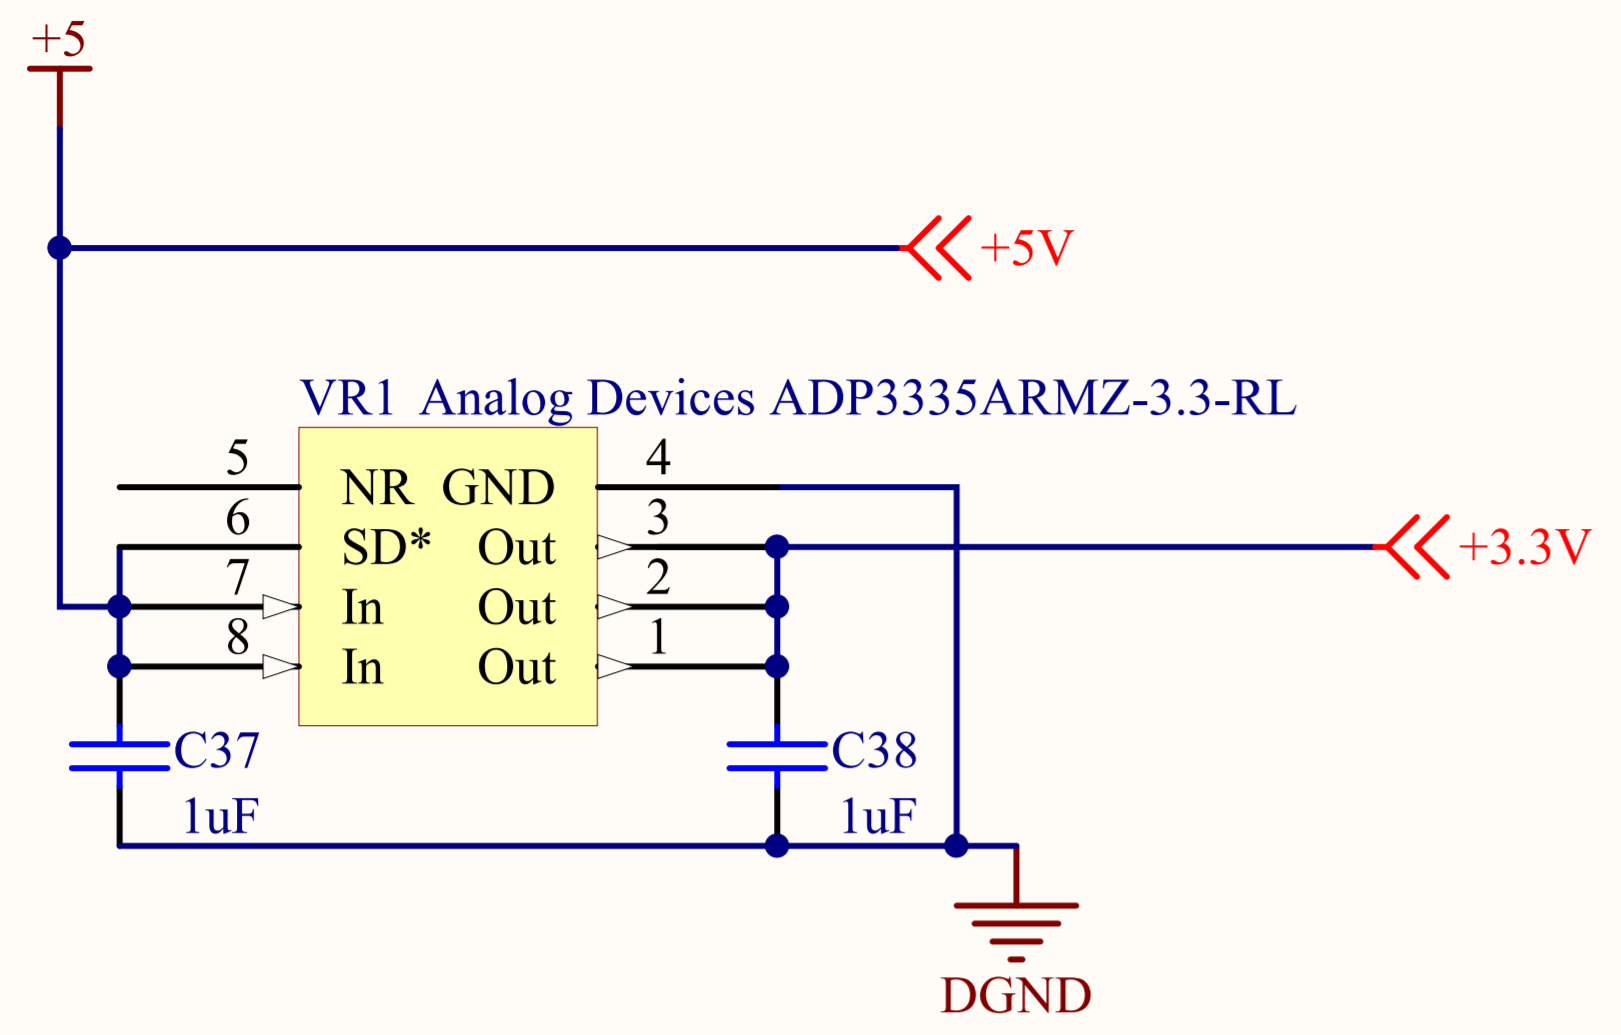 +5
+5V
VR1 Analog Devices ADP3335ARMZ-3.3-RL
5 NR GND 4
6 SD* Out 3
+3.3V
7 In Out 2
8 In Out 1
C37 C38
1uF 1uF
DGND